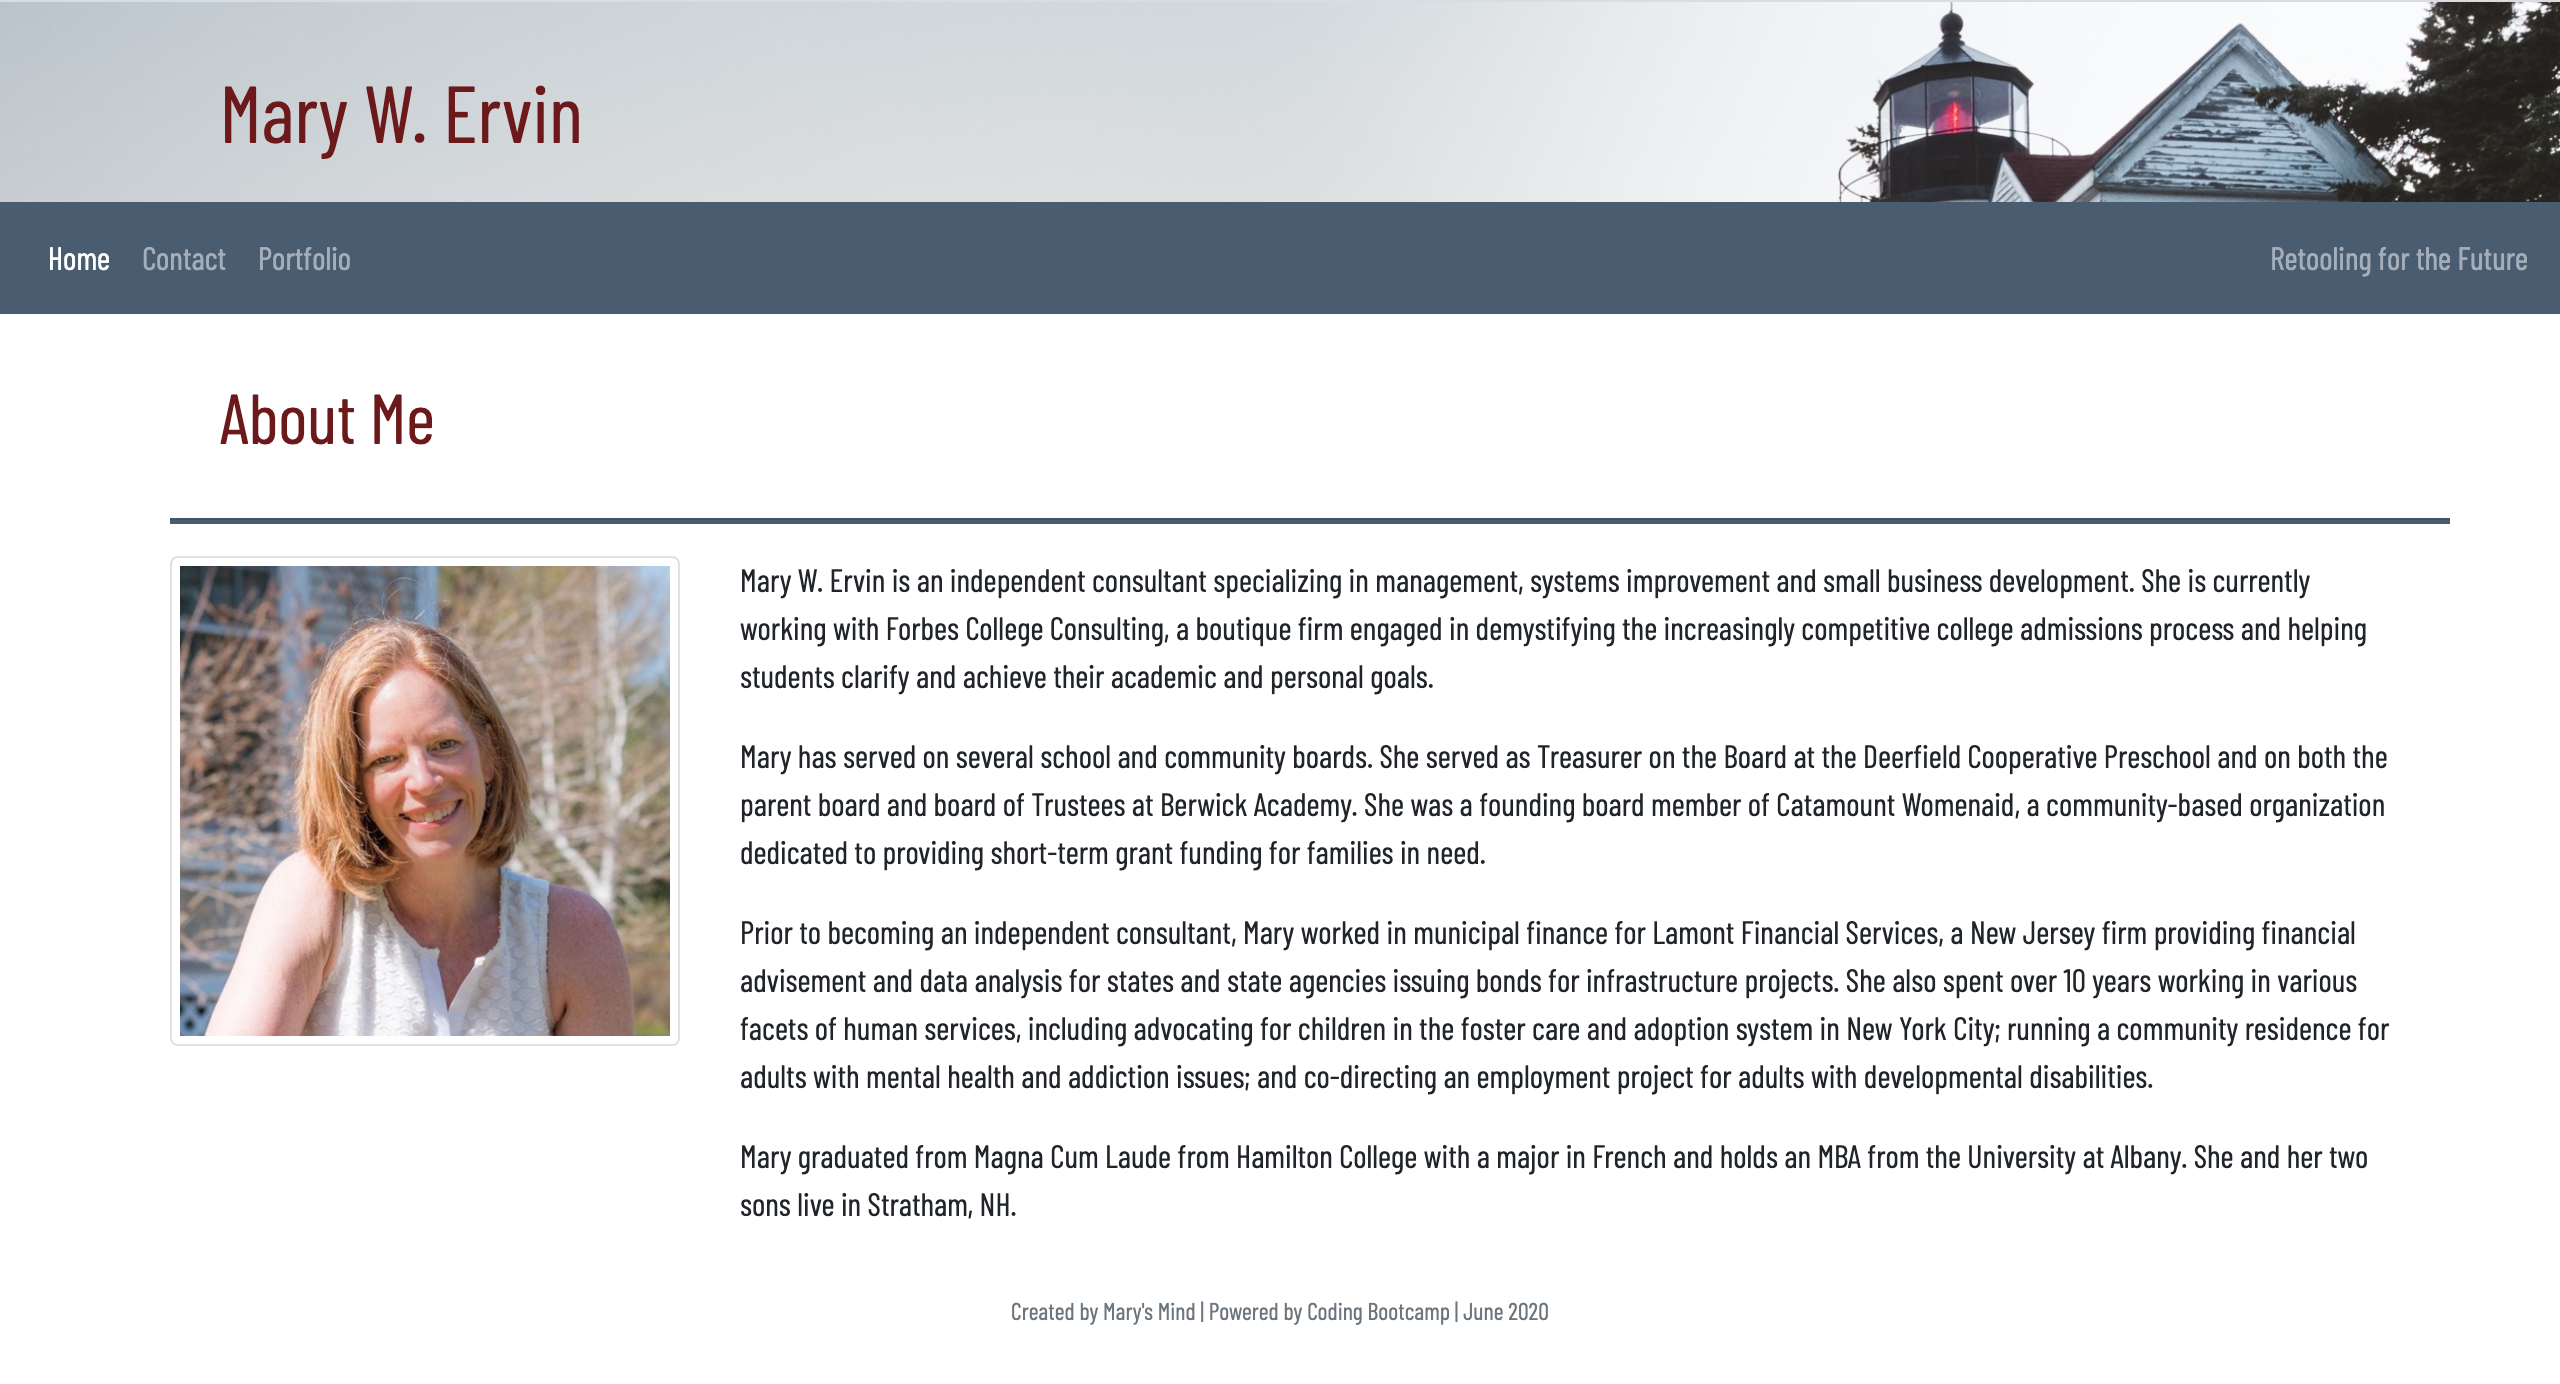 Mary W. Ervin
Home Contact Portfolio Retooling for the Future
About Me
Mary W. Ervin is an independent consultant specializing in management, systems improvement and small business development. She is currently
working with Forbes College Consulting, a boutique firm engaged in demystifying the increasingly competitive college admissions process and helping
students clarify and achieve their academic and personal goals.
Mary has served on several school and community boards. She served as Treasurer on the Board at the Deerfield Cooperative Preschool and on both the
parent board and board of Trustees at Berwick Academy. She was a founding board member of Catamount Womenaid, a community-based organization
dedicated to providing short-term grant funding for families in need.
Prior to becoming an independent consultant, Mary worked in municipal finance for Lamont Financial Services, a New Jersey firm providing financial
advisement and data analysis for states and state agencies issuing bonds for infrastructure projects. She also spent over 10 years working in various
facets of human services, including advocating for children in the foster care and adoption system in New York City; running a community residence for
adults with mental health and addiction issues; and co-directing an employment project for adults with developmental disabilities.
Mary graduated from Magna Cum Laude from Hamilton College with a major in French and holds an MBA from the University at Albany. She and her two
sons live in Stratham, NH.
Created by Mary's Mind | Powered by Coding Bootcamp | June 2020